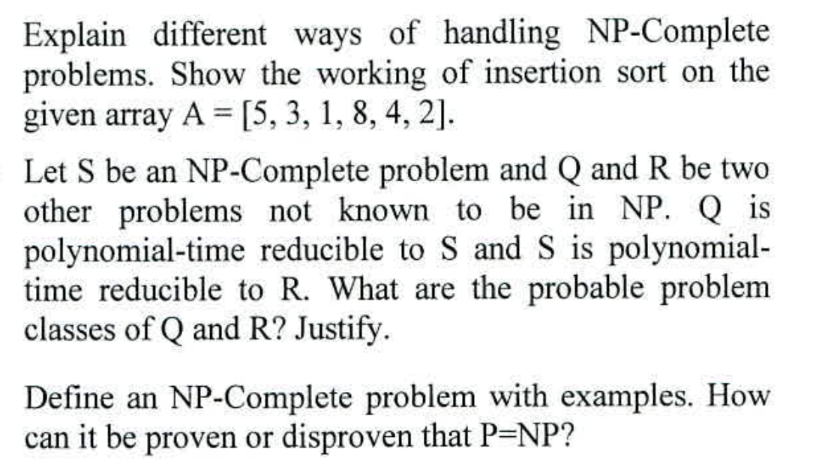 Explain different ways of handling NP-Complete
problems. Show the working of insertion sort on the
given array A = [5, 3, 1, 8, 4, 2].
Let S be an NP-Complete problem and Q and R be two
other problems not known to be in NP. Q is
polynomial-time reducible to S and S is polynomial-
time reducible to R. What are the probable problem
classes of Q and R? Justify.
Define an NP-Complete problem with examples. How
can it be proven or disproven that P=NP?